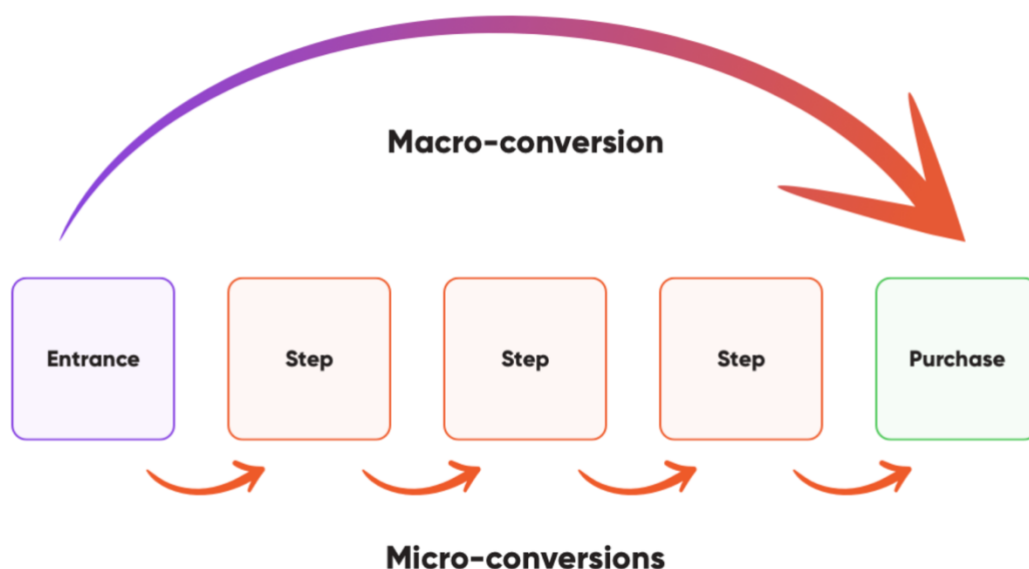 Macro-conversion
Entrance
Step
Step
Step
Purchase
Micro-conversions